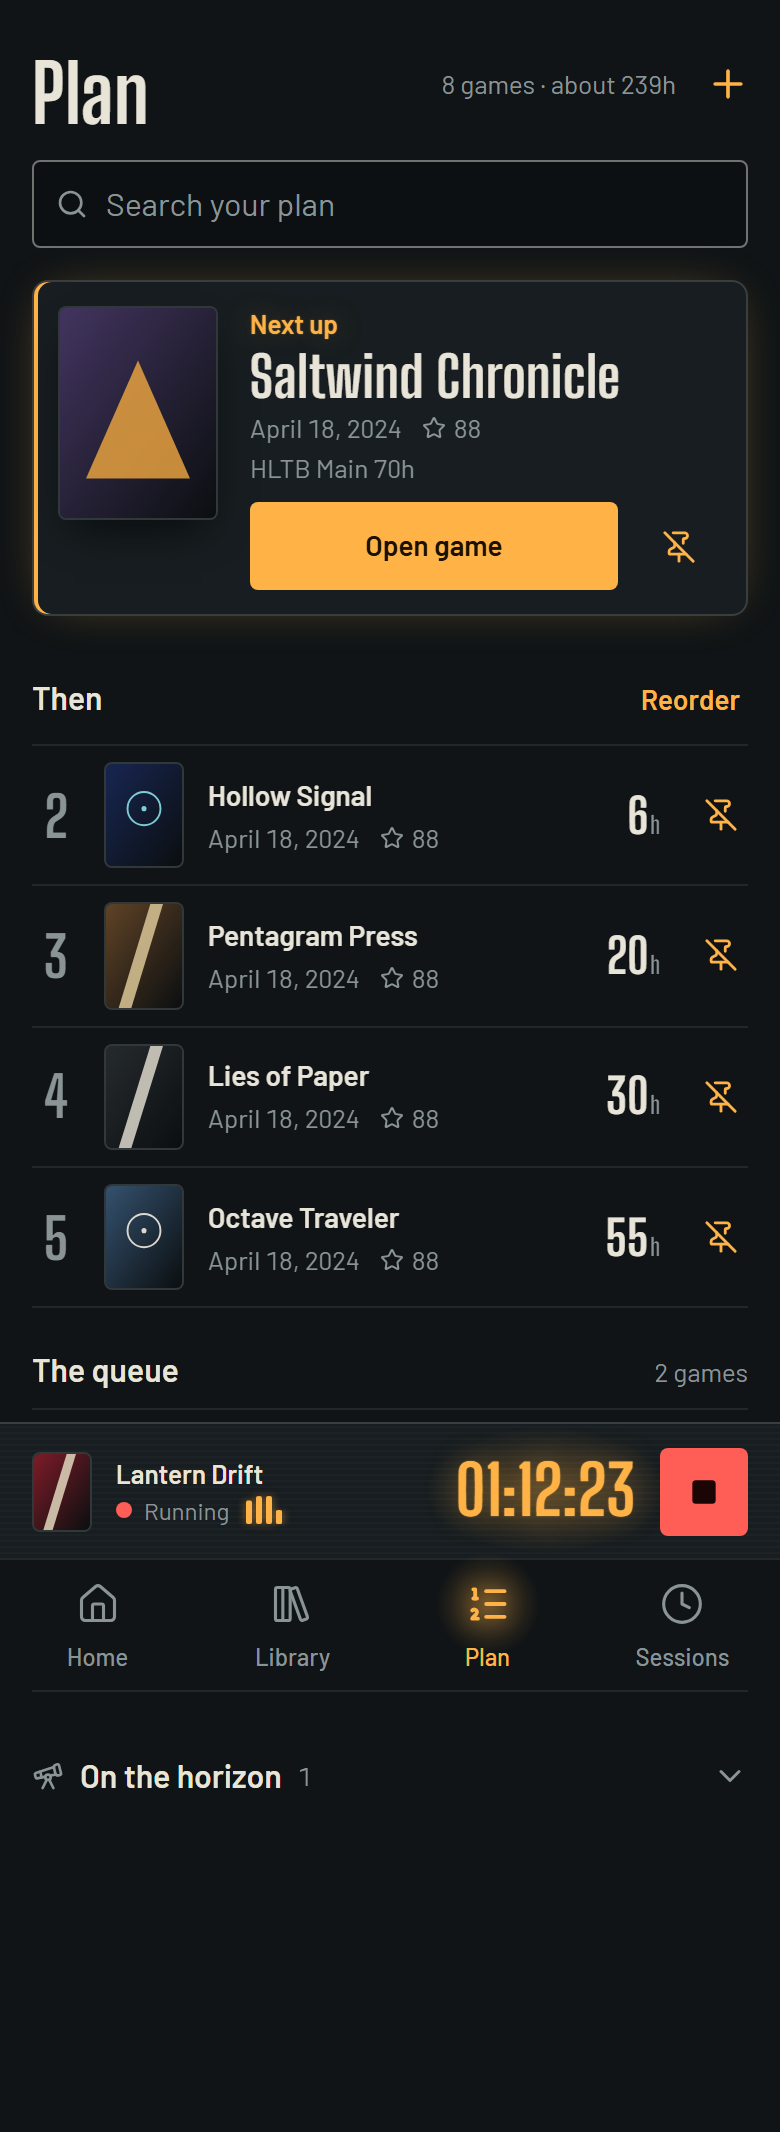 Plan
8 games · about 239h
Search your plan
Next up
Saltwind Chronicle
April 18, 2024 88
HLTB Main 70h
Open game
Then
Reorder
2
Hollow Signal
April 18, 2024 88
6h
3
Pentagram Press
April 18, 2024 88
20h
4
Lies of Paper
April 18, 2024 88
30h
5
Octave Traveler
April 18, 2024 88
55h
The queue
2 games
Lantern Drift
Running
01:12:23
Home
Library
Plan
Sessions
On the horizon 1